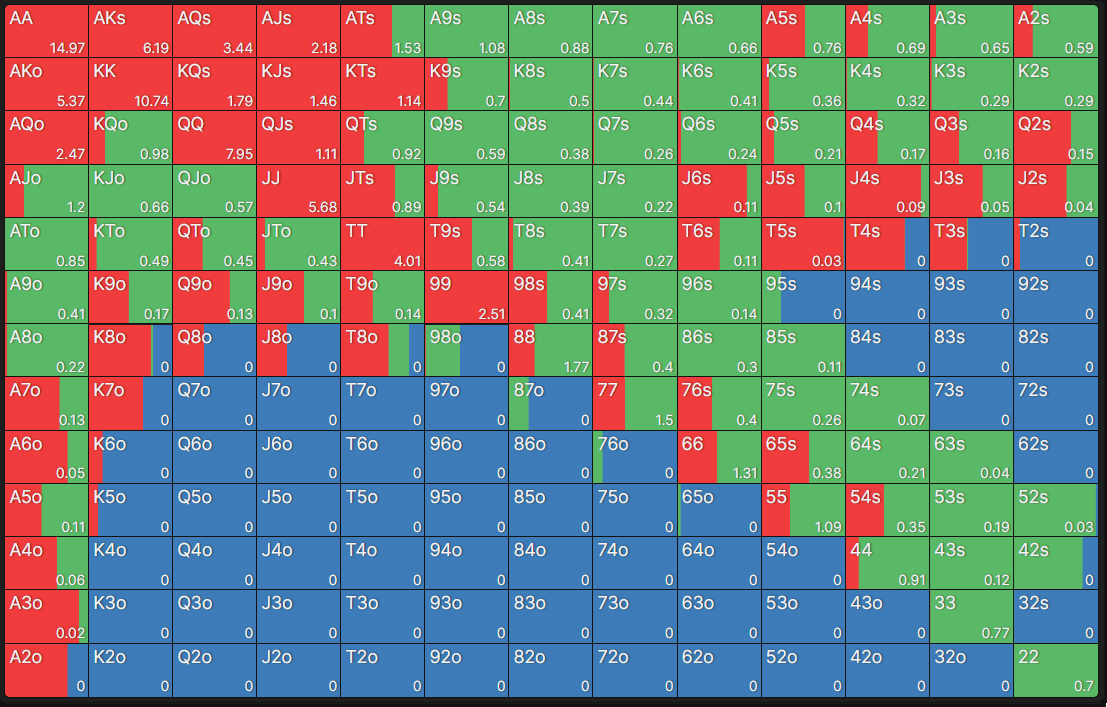 AA AKs AQs AJs ATs A9s A8s A7s A6s A5s A4s A3s A2s
14.97 6.19 3.44 2.18 1.53 1.08 0.88 0.76 0.66 0.76 0.69 0.65 0.59
AKo KK KQs KJs KTs K9s K8s K7s K6s K5s K4s K3s K2s
5.37 10.74 1.79 1.46 1.14 0.7 0.5 0.44 0.41 0.36 0.32 0.29 0.29
AQo KQo QQ QJs QTs Q9s Q8s Q7s Q6s Q5s Q4s Q3s Q2s
2.47 0.98 7.95 1.11 0.92 0.59 0.38 0.26 0.24 0.21 0.17 0.16 0.15
AJo KJo QJo JJ JTs J9s J8s J7s J6s J5s J4s J3s J2s
1.2 0.66 0.57 5.68 0.89 0.54 0.39 0.22 0.11 0.1 0.09 0.05 0.04
ATo KTo QTo JTo TT T9s T8s T7s T6s T5s T4s T3s T2s
0.85 0.49 0.45 0.43 4.01 0.58 0.41 0.27 0.11 0.03 0 0 0
A9o K9o Q9o J9o T9o 99 98s 97s 96s 95s 94s 93s 92s
0.41 0.17 0.13 0.1 0.14 2.51 0.41 0.32 0.14 0 0 0 0
A8o K8o Q8o J8o T8o 98o 88 87s 86s 85s 84s 83s 82s
0.22 0 0 0 0 0 1.77 0.4 0.3 0.11 0 0 0
A7o K7o Q7o J7o T7o 97o 87o 77 76s 75s 74s 73s 72s
0.13 0 0 0 0 0 0 1.5 0.4 0.26 0.07 0 0
A6o K6o Q6o J6o T6o 96o 86o 76o 66 65s 64s 63s 62s
0.05 0 0 0 0 0 0 0 1.31 0.38 0.21 0.04 0
A5o K5o Q5o J5o T5o 95o 85o 75o 65o 55 54s 53s 52s
0.11 0 0 0 0 0 0 0 0 1.09 0.35 0.19 0.03
A4o K4o Q4o J4o T4o 94o 84o 74o 64o 54o 44 43s 42s
0.06 0 0 0 0 0 0 0 0 0 0.91 0.12 0
A3o K3o Q3o J3o T3o 93o 83o 73o 63o 53o 43o 33 32s
0.02 0 0 0 0 0 0 0 0 0 0 0.77 0
A2o K2o Q2o J2o T2o 92o 82o 72o 62o 52o 42o 32o 22
0 0 0 0 0 0 0 0 0 0 0 0 0.7